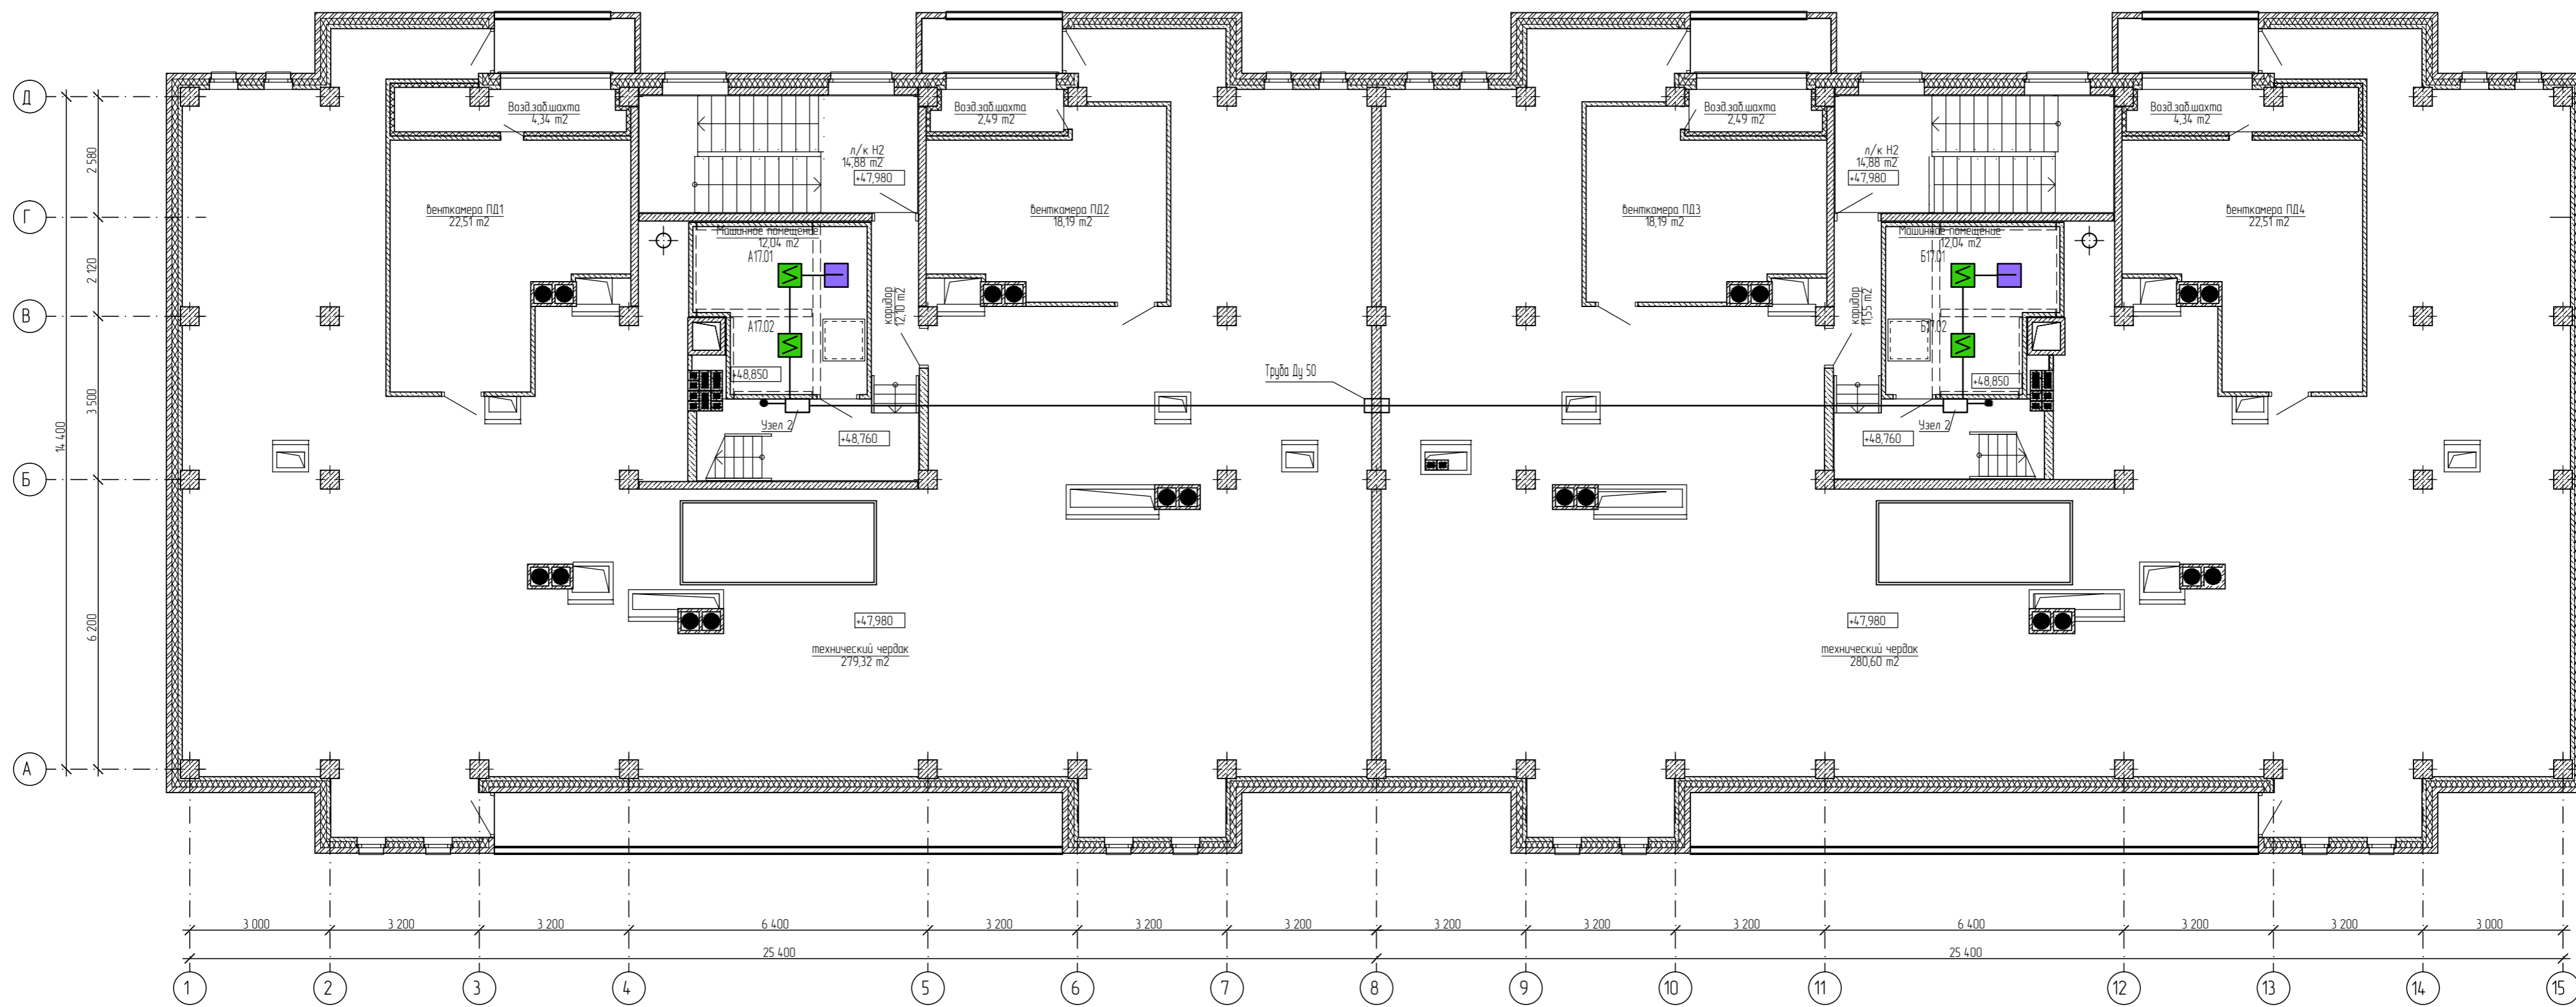 Д
Г
В
Б
А
2 580
2 120
3 500
6 200
14 400
Возд.заб.шахта
4,34 m2
Возд.заб.шахта
2,49 m2
Возд.заб.шахта
2,49 m2
Возд.заб.шахта
4,34 m2
л/к Н2
14,88 m2
+47,980
л/к Н2
14,88 m2
+47,980
венткамера ПД1
22,51 m2
венткамера ПД2
18,19 m2
венткамера ПД3
18,19 m2
венткамера ПД4
22,51 m2
Машинное помещение
12,04 m2
А17.01
А17.02
+48,850
коридор
12,10 m2
Машинное помещение
12,04 m2
Б17.01
Б17.02
+48,850
коридор
11,55 m2
Труба Ду 50
Узел 2
+48,760
Узел 2
+48,760
+47,980
технический чердак
279,32 m2
+47,980
технический чердак
280,60 m2
3 000
3 200
3 200
6 400
3 200
3 200
3 200
3 200
3 200
3 200
6 400
3 200
3 200
3 000
25 400
25 400
1
2
3
4
5
6
7
8
9
10
11
12
13
14
15